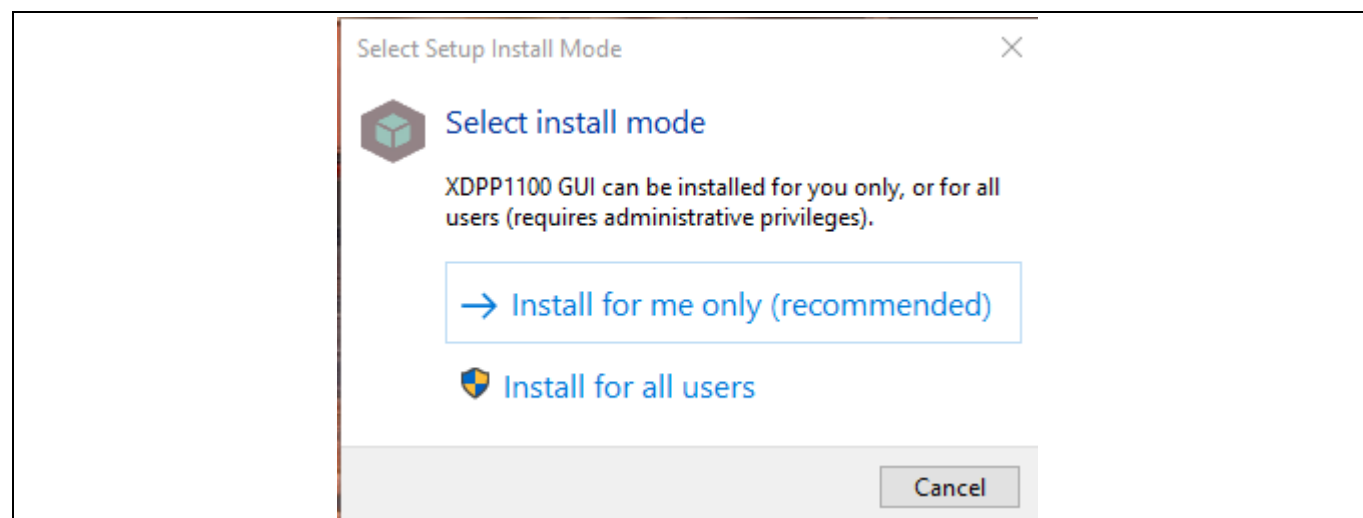 Select Setup Install Mode
Select install mode
XDPP1100 GUI can be installed for you only, or for all
users (requires administrative privileges).
Install for me only (recommended)
Install for all users
Cancel